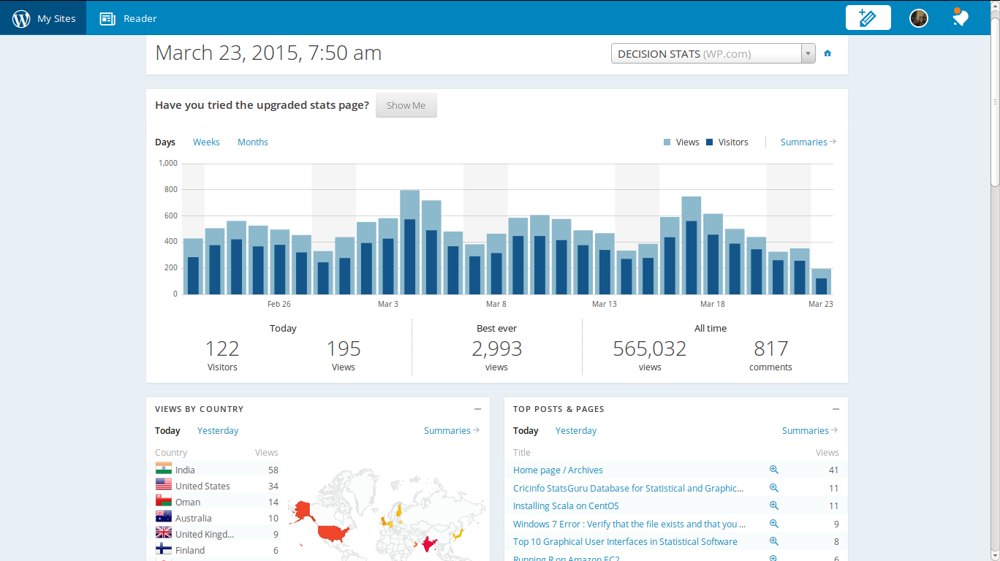 My Sites Reader
March 23, 2015, 7:50 am
DECISION STATS (WP.com)
Have you tried the upgraded stats page? Show Me
Days Weeks Months
Views Visitors Summaries→
1,000
800
600
400
200
0
Feb 26 Mar 3 Mar 8 Mar 13 Mar 18 Mar 23
Today Best ever All time
122 195 2,993 565,032 817
Visitors Views views views comments
VIEWS BY COUNTRY
Today Yesterday Summaries→
Country Views
India 58
United States 34
Oman 14
Australia 10
United Kingd... 9
Finland 6
TOP POSTS & PAGES
Today Yesterday Summaries→
Title Views
Home page / Archives 41
Cricinfo StatsGuru Database for Statistical and Graphic... 11
Installing Scala on CentOS 11
Windows 7 Error : Verify that the file exists and that you ... 9
Top 10 Graphical User Interfaces in Statistical Software 8
Running R on Amazon EC2 6